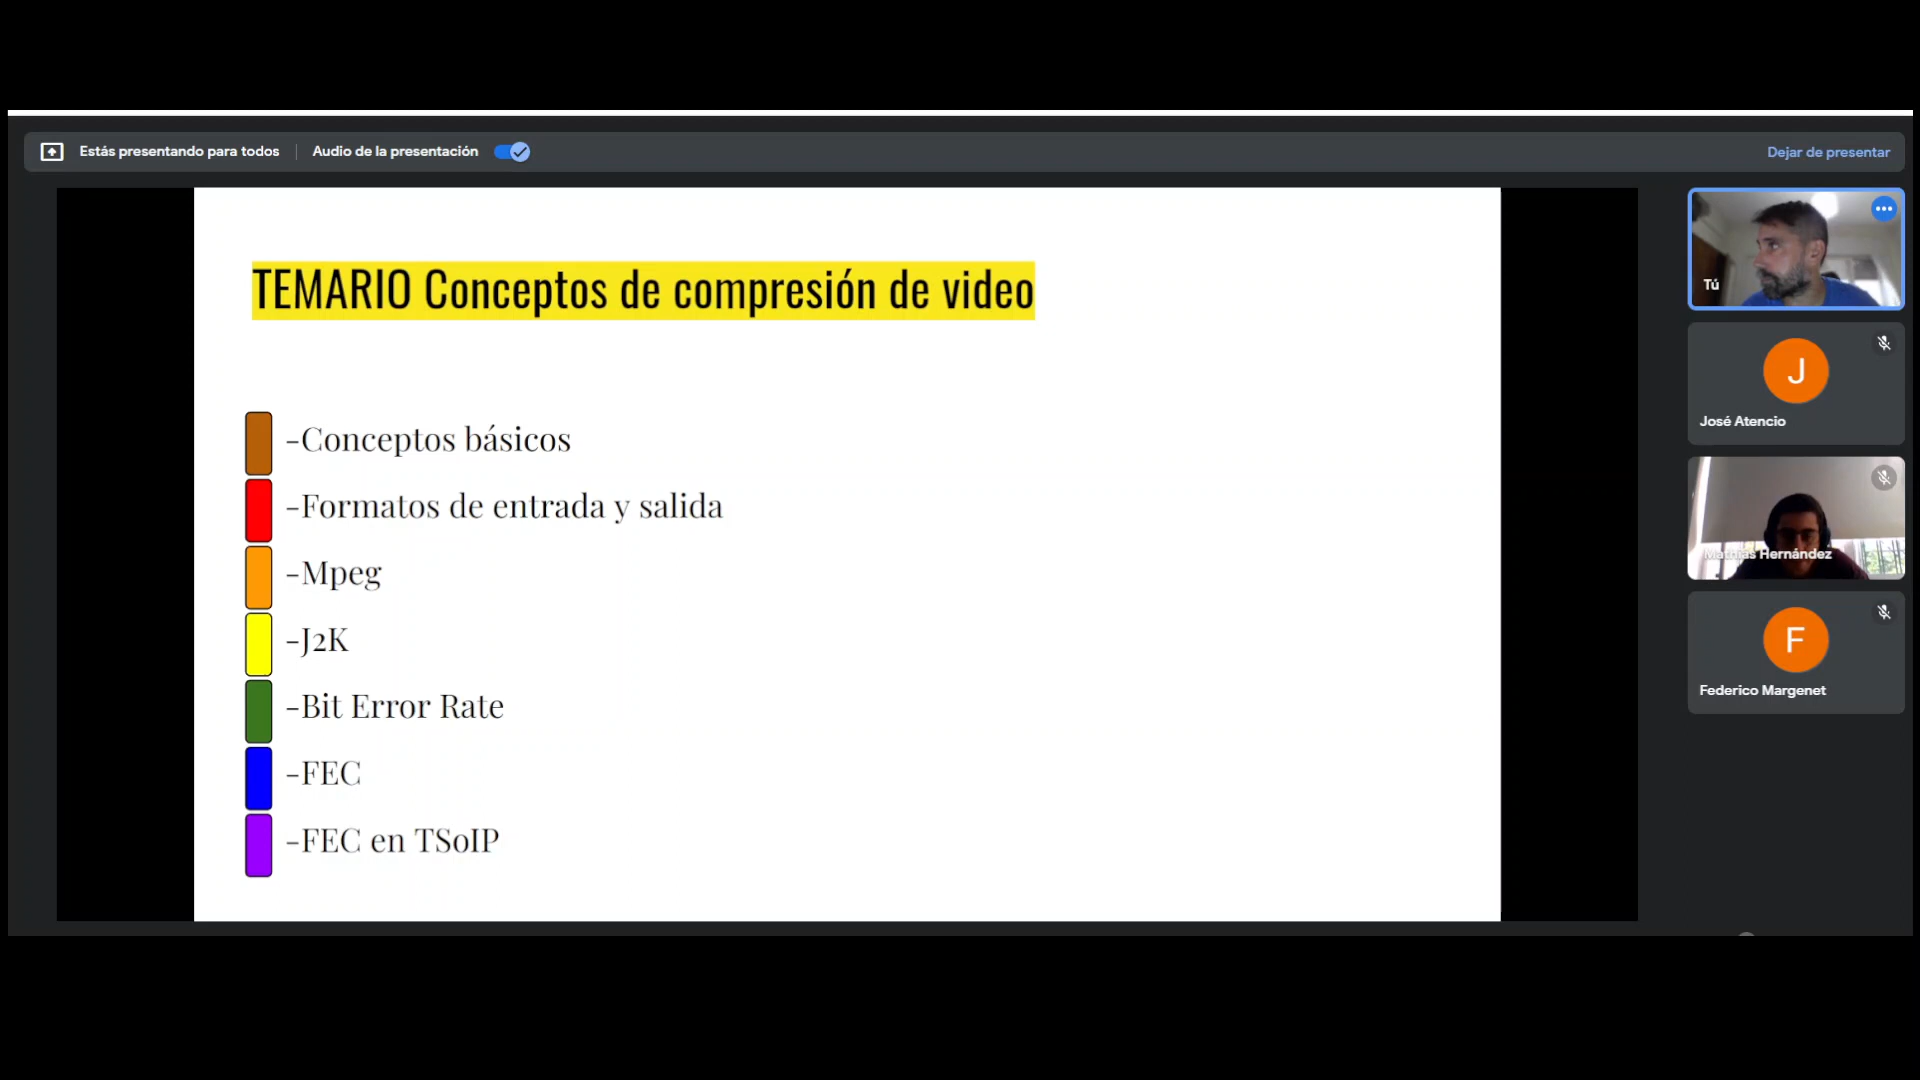 Estás presentando para todos
Audio de la presentación
Dejar de presentar
TEMARIO Conceptos de compresión de video
-Conceptos básicos
-Formatos de entrada y salida
-Mpeg
-J2K
-Bit Error Rate
-FEC
-FEC en TSoIP
Tú
J
José Atencio
Mathías Hernández
F
Federico Margenet